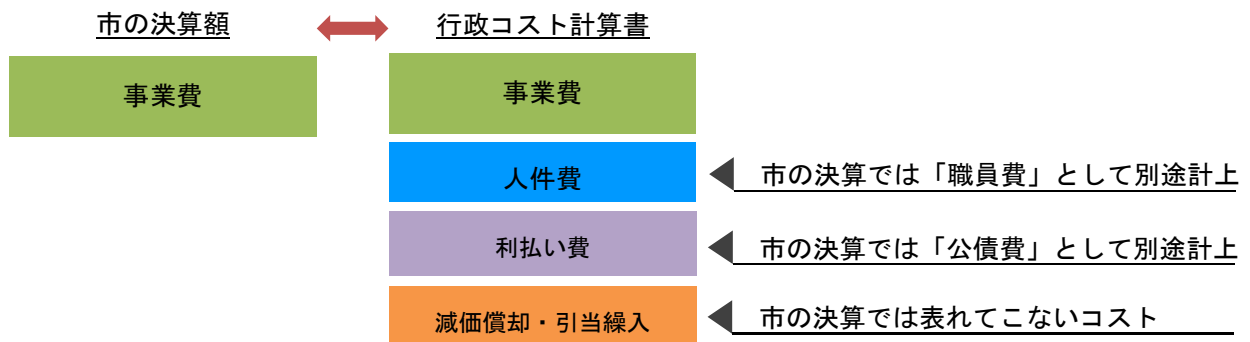 市の決算額
行政コスト計算書
事業費
事業費
人件費
市の決算では「職員費」として別途計上
利払い費
市の決算では「公債費」として別途計上
減価償却・引当繰入
市の決算では表れてこないコスト